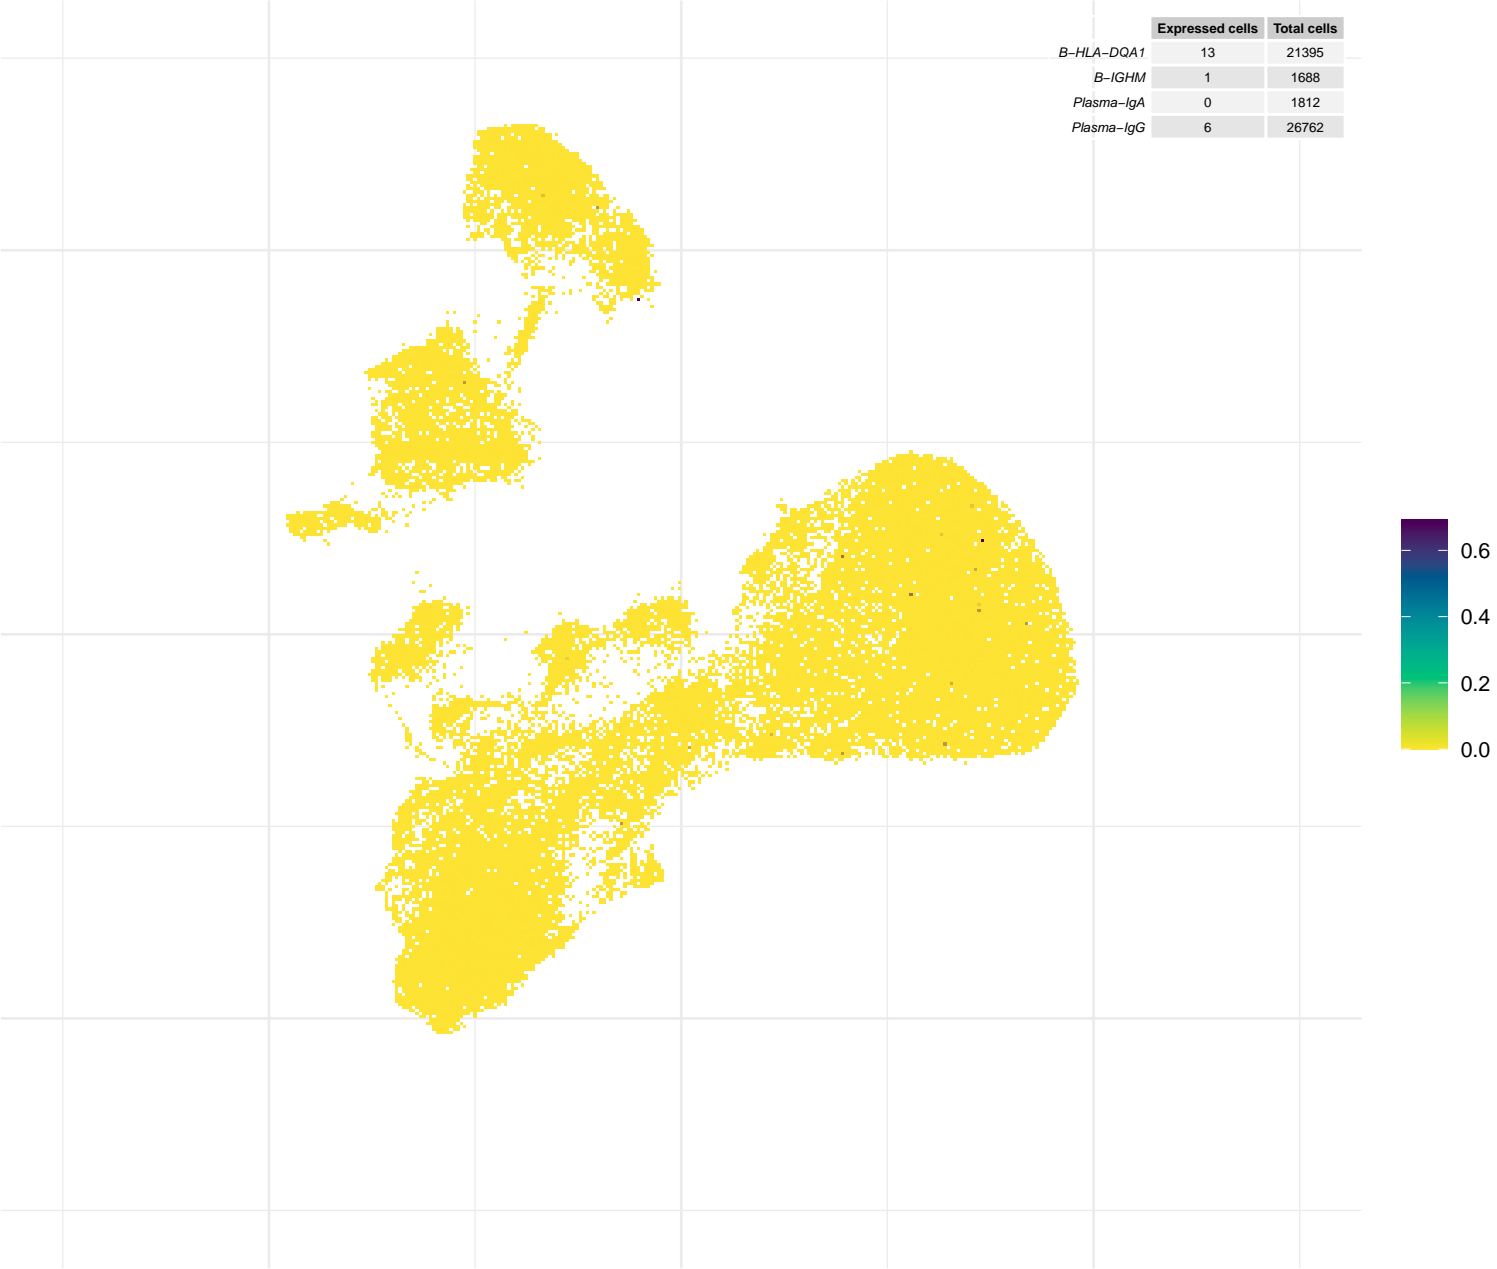 Expressed cells Total cells
B−HLA−DQA1 13 21395
B−IGHM 1 1688
Plasma−IgA 0 1812
Plasma−IgG 6 26762
0.6
0.4
0.2
0.0